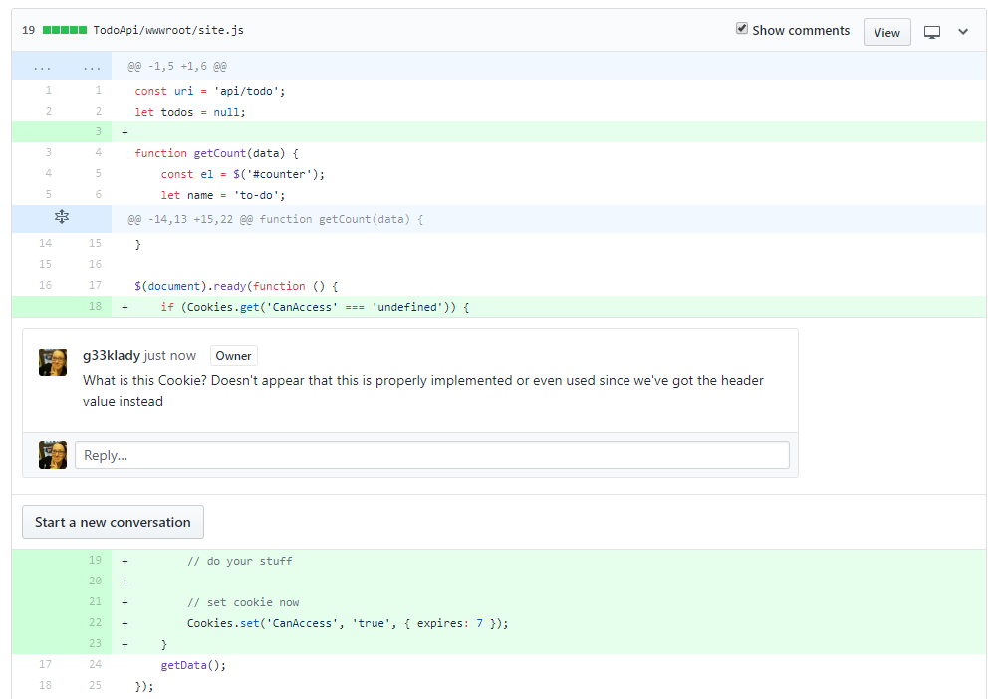 19 TodoApi/wwwroot/site.js Show comments View
... ... @@ -1,5 +1,6 @@
1 1 const uri = 'api/todo';
2 2 let todos = null;
3 +
3 4 function getCount(data) {
4 5 const el = $('#counter');
5 6 let name = 'to-do';
@@ -14,13 +15,22 @@ function getCount(data) {
14 15 }
15 16
16 17 $(document).ready(function () {
18 + if (Cookies.get('CanAccess' === 'undefined')) {
g33klady just now Owner
What is this Cookie? Doesn't appear that this is properly implemented or even used since we've got the header
value instead
Reply...
Start a new conversation
19 + // do your stuff
20 +
21 + // set cookie now
22 + Cookies.set('CanAccess', 'true', { expires: 7 });
23 + }
17 24 getData();
18 25 });